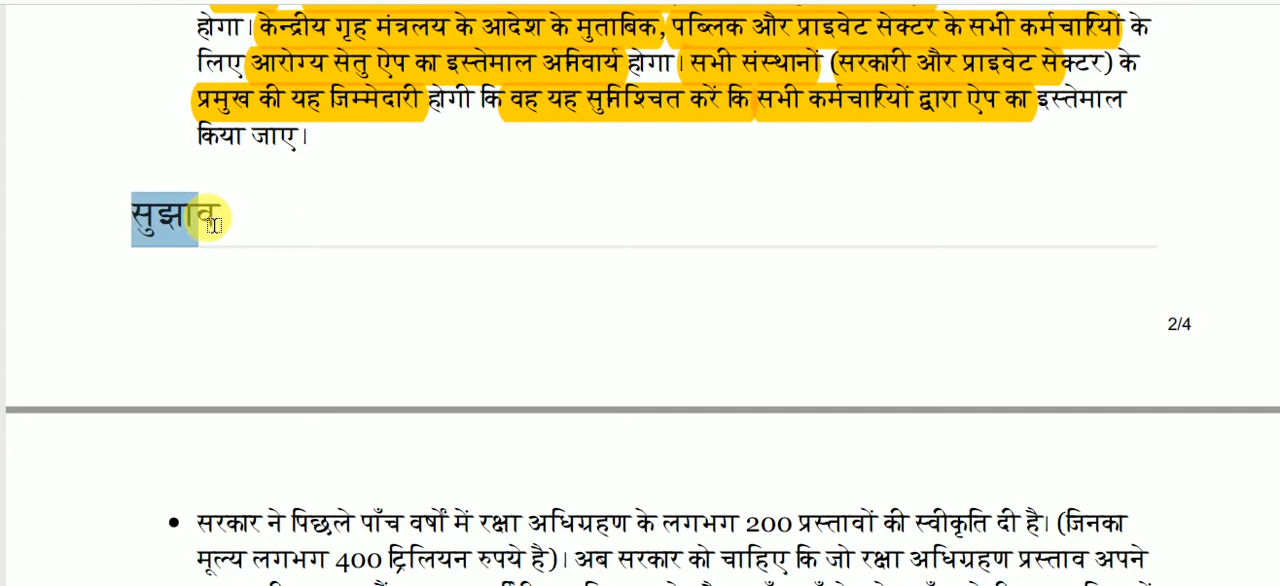 होगा। केन्द्रीय गृह मंत्रलय के आदेश के मुताबिक, पब्लिक और प्राइवेट सेक्टर के सभी कर्मचारियों के
लिए आरोग्य सेतु ऐप का इस्तेमाल अनिवार्य होगा। सभी संस्थानों (सरकारी और प्राइवेट सेक्टर) के
प्रमुख की यह जिम्मेदारी होगी कि वह यह सुनिश्चित करें कि सभी कर्मचारियों द्वारा ऐप का इस्तेमाल
किया जाए।
सुझाव
2/4
• सरकार ने पिछले पाँच वर्षों में रक्षा अधिग्रहण के लगभग 200 प्रस्तावों की स्वीकृति दी है। (जिनका
मूल्य लगभग 400 ट्रिलियन रुपये है)। अब सरकार को चाहिए कि जो रक्षा अधिग्रहण प्रस्ताव अपने